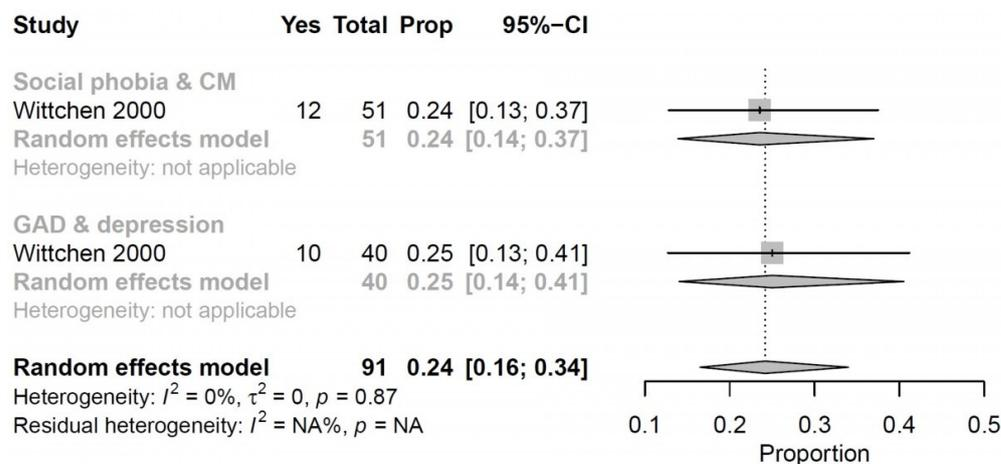 Study Yes Total Prop 95%−CI
Social phobia & CM
Wittchen 2000 12 51 0.24 [0.13; 0.37]
Random effects model 51 0.24 [0.14; 0.37]
Heterogeneity: not applicable
GAD & depression
Wittchen 2000 10 40 0.25 [0.13; 0.41]
Random effects model 40 0.25 [0.14; 0.41]
Heterogeneity: not applicable
Random effects model 91 0.24 [0.16; 0.34]
Heterogeneity: I² = 0%, τ² = 0, p = 0.87
Residual heterogeneity: I² = NA%, p = NA
0.1 0.2 0.3 0.4 0.5
Proportion